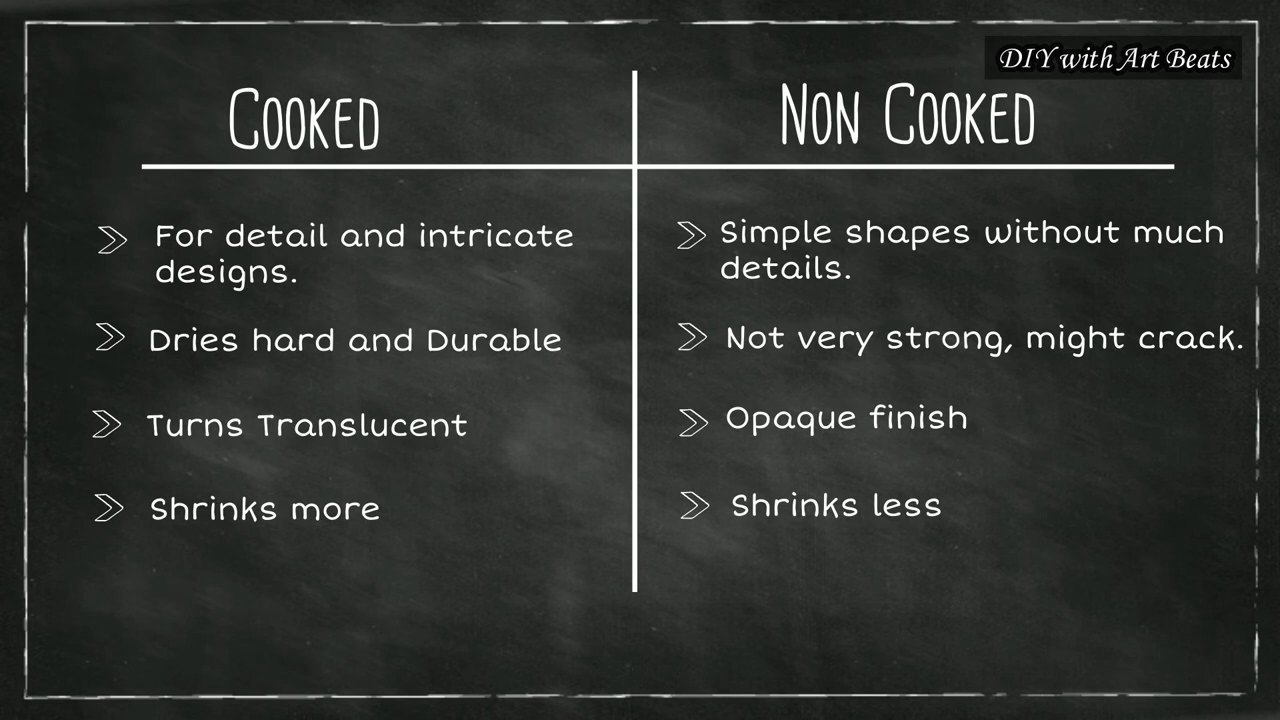 DIY with Art Beats
Cooked
For detail and intricate
designs.
Dries hard and Durable
Turns Translucent
Shrinks more
Non Cooked
Simple shapes without much
details.
Not very strong, might crack.
Opaque finish
Shrinks less